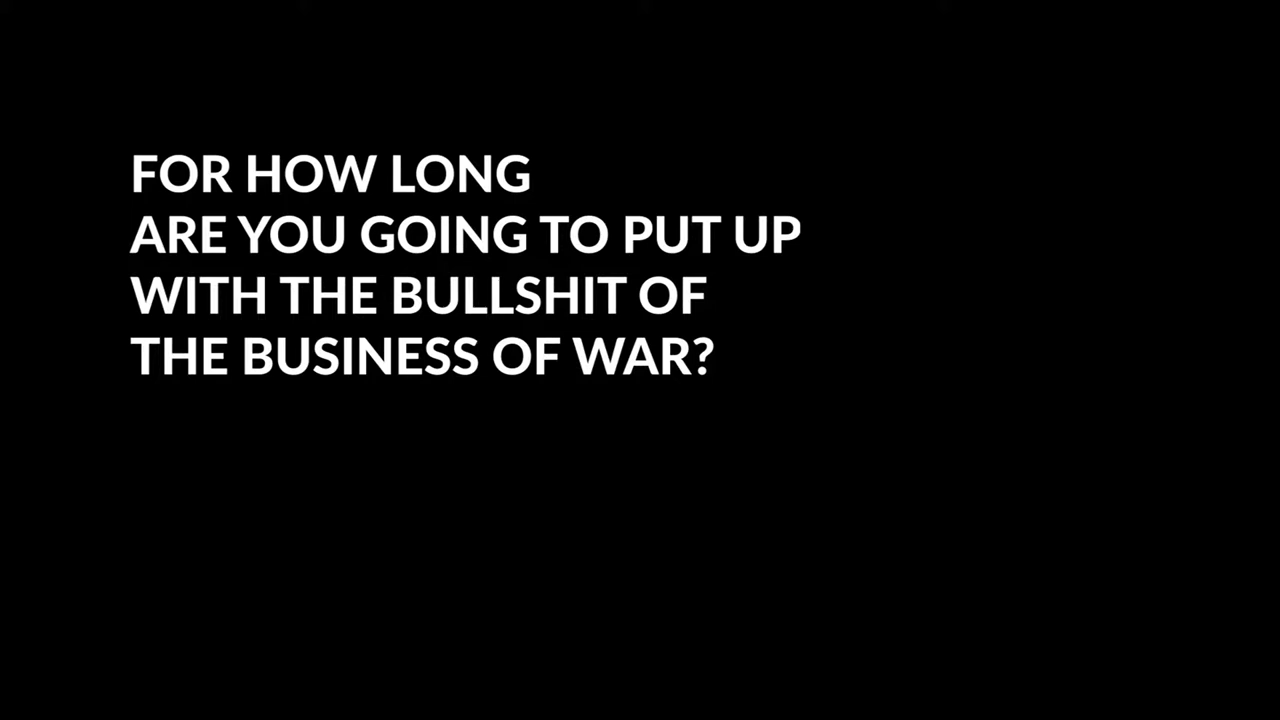 FOR HOW LONG
ARE YOU GOING TO PUT UP
WITH THE BULLSHIT OF
THE BUSINESS OF WAR?